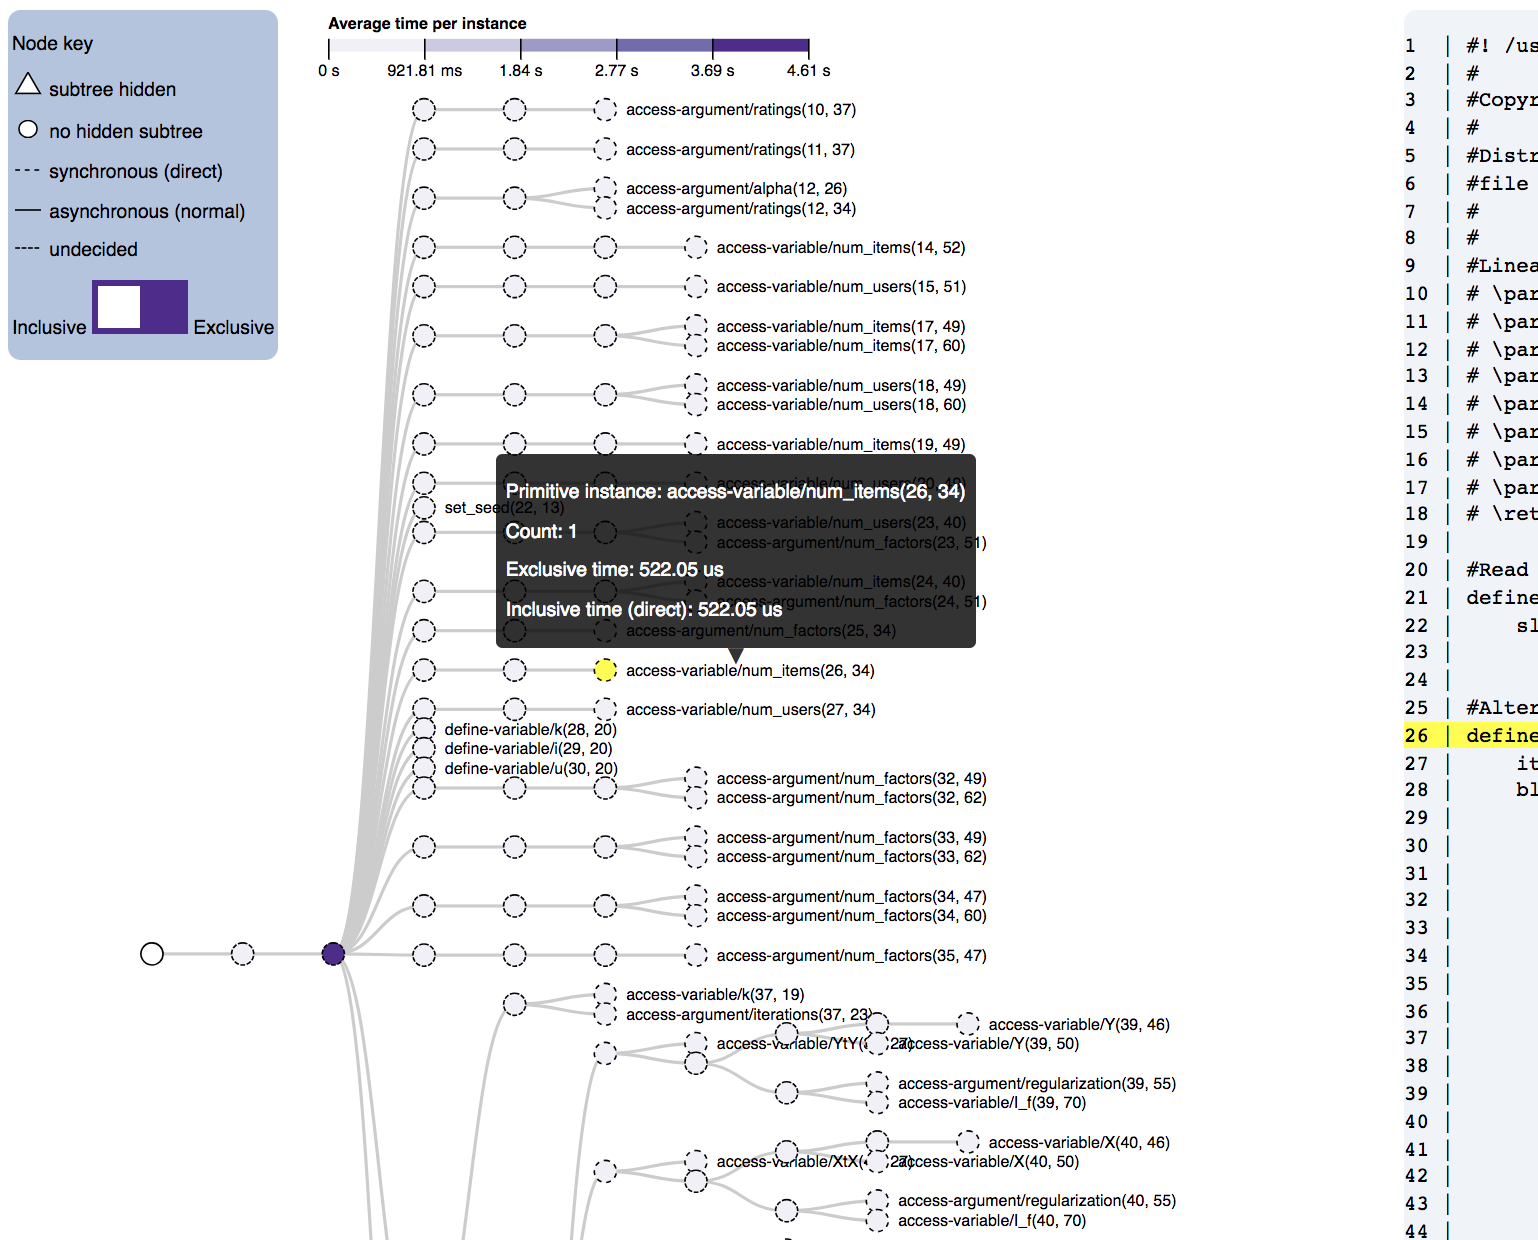 Node key
subtree hidden
no hidden subtree
synchronous (direct)
asynchronous (normal)
undecided
Inclusive Exclusive
Average time per instance
0 s 921.81 ms 1.84 s 2.77 s 3.69 s 4.61 s
access-argument/ratings(10, 37)
access-argument/ratings(11, 37)
access-argument/alpha(12, 26)
access-argument/ratings(12, 34)
access-variable/num_items(14, 52)
access-variable/num_users(15, 51)
access-variable/num_items(17, 49)
access-variable/num_items(17, 60)
access-variable/num_users(18, 49)
access-variable/num_users(18, 60)
access-variable/num_items(19, 49)
access-variable/num_users(20, 49)
set_seed(22, 13)
access-variable/num_users(23, 40)
access-argument/num_factors(23, 51)
access-variable/num_items(24, 40)
access-argument/num_factors(24, 51)
access-argument/num_factors(25, 34)
Primitive instance: access-variable/num_items(26, 34)
Count: 1
Exclusive time: 522.05 us
Inclusive time (direct): 522.05 us
access-variable/num_items(26, 34)
access-variable/num_users(27, 34)
define-variable/k(28, 20)
define-variable/i(29, 20)
define-variable/u(30, 20)
access-argument/num_factors(32, 49)
access-argument/num_factors(32, 62)
access-argument/num_factors(33, 49)
access-argument/num_factors(33, 62)
access-argument/num_factors(34, 47)
access-argument/num_factors(34, 60)
access-argument/num_factors(35, 47)
access-variable/k(37, 19)
access-argument/iterations(37, 23)
access-variable/Y(39, 46)
access-variable/YtY( 27)
access-variable/Y(39, 50)
access-argument/regularization(39, 55)
access-variable/I_f(39, 70)
access-variable/X(40, 46)
access-variable/XtX( 27)
access-variable/X(40, 50)
access-argument/regularization(40, 55)
access-variable/I_f(40, 70)
1 | #! /us
2 | #
3 | #Copyr
4 | #
5 | #Distr
6 | #file
7 | #
8 | #
9 | #Linea
10 | # \par
11 | # \par
12 | # \par
13 | # \par
14 | # \par
15 | # \par
16 | # \par
17 | # \par
18 | # \ret
19 |
20 | #Read
21 | define
22 | sl
23 |
24 |
25 | #Alter
26 | define
27 | it
28 | bl
29 |
30 |
31 |
32 |
33 |
34 |
35 |
36 |
37 |
38 |
39 |
40 |
41 |
42 |
43 |
44 |